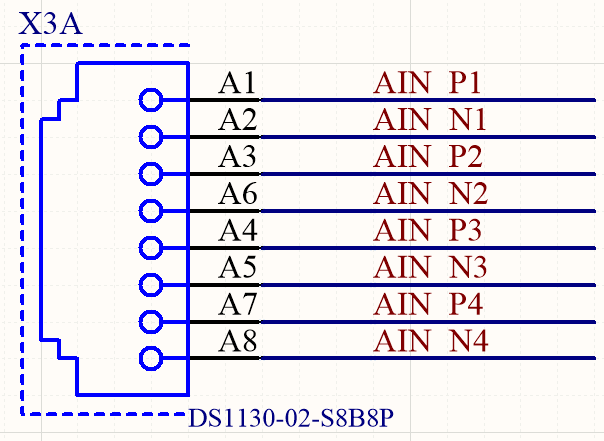 X3A
A1 AIN P1
A2 AIN N1
A3 AIN P2
A6 AIN N2
A4 AIN P3
A5 AIN N3
A7 AIN P4
A8 AIN N4
DS1130-02-S8B8P